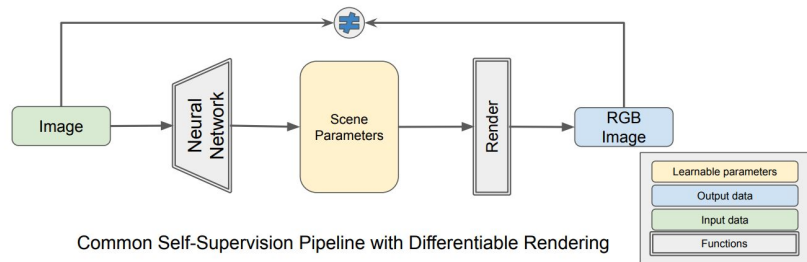 Image
Neural
Network
Scene
Parameters
Render
RGB
Image
Learnable parameters
Output data
Input data
Functions
Common Self-Supervision Pipeline with Differentiable Rendering